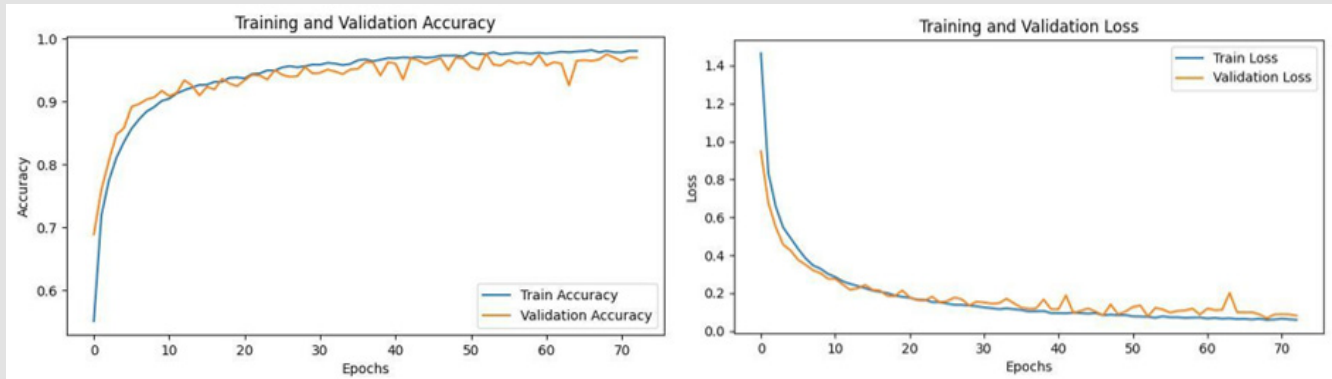 Training and Validation Accuracy
1.0
0.9
0.8
0.7
0.6
Accuracy
0 10 20 30 40 50 60 70
Epochs
Train Accuracy
Validation Accuracy
Training and Validation Loss
1.4
1.2
1.0
0.8
0.6
0.4
0.2
0.0
Loss
0 10 20 30 40 50 60 70
Epochs
Train Loss
Validation Loss